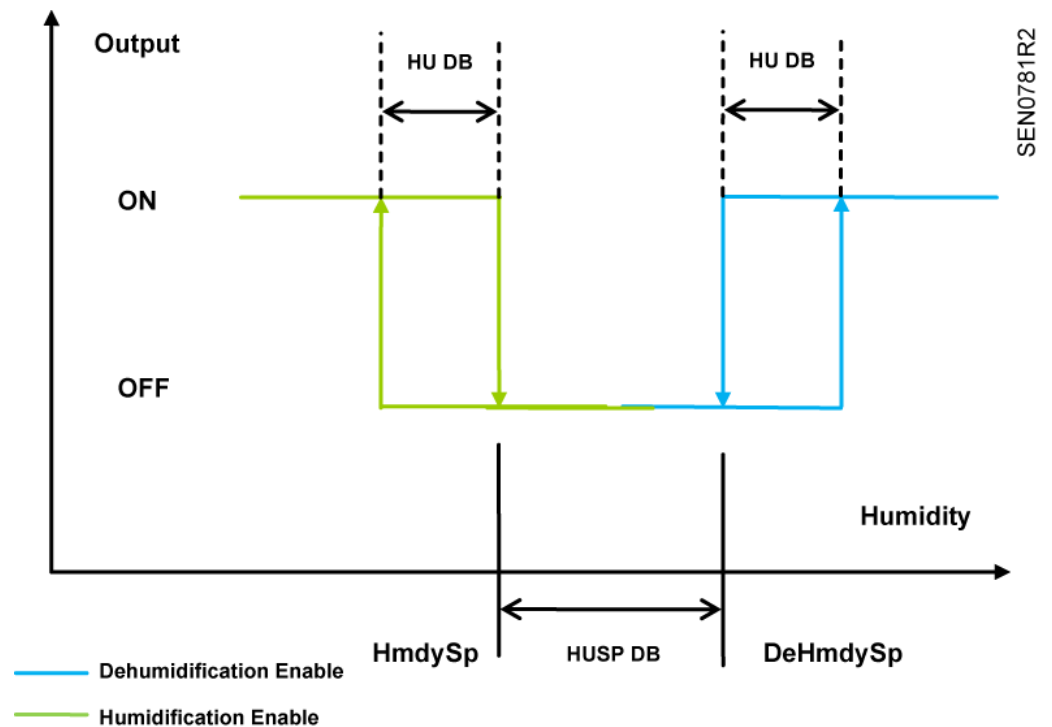 Output
HU DB
HU DB
SEN0781R2
ON
OFF
Humidity
HmdySp
HUSP DB
DeHmdySp
Dehumidification Enable
Humidification Enable